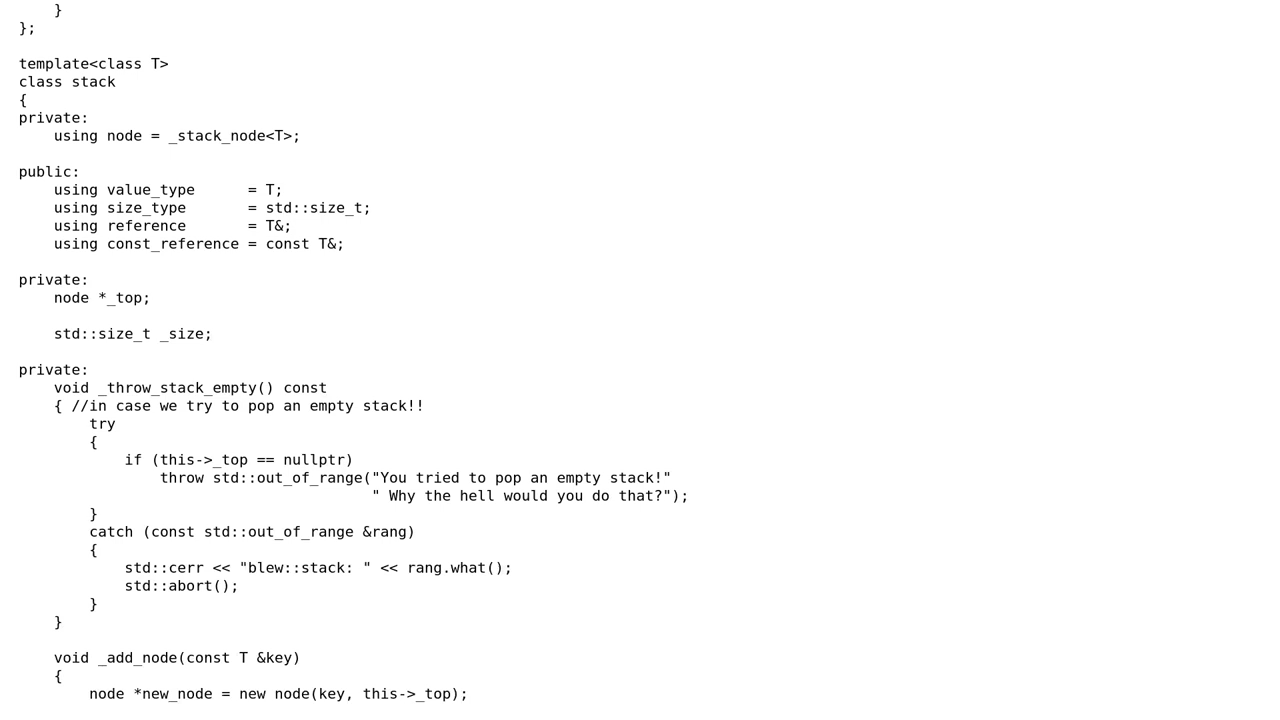 }
};

template<class T>
class stack
{
private:
    using node = _stack_node<T>;

public:
    using value_type      = T;
    using size_type       = std::size_t;
    using reference       = T&;
    using const_reference = const T&;

private:
    node *_top;

    std::size_t _size;

private:
    void _throw_stack_empty() const
    { //in case we try to pop an empty stack!!
        try
        {
            if (this->_top == nullptr)
                throw std::out_of_range("You tried to pop an empty stack!"
                                        " Why the hell would you do that?");
        }
        catch (const std::out_of_range &rang)
        {
            std::cerr << "blew::stack: " << rang.what();
            std::abort();
        }
    }

    void _add_node(const T &key)
    {
        node *new_node = new node(key, this->_top);